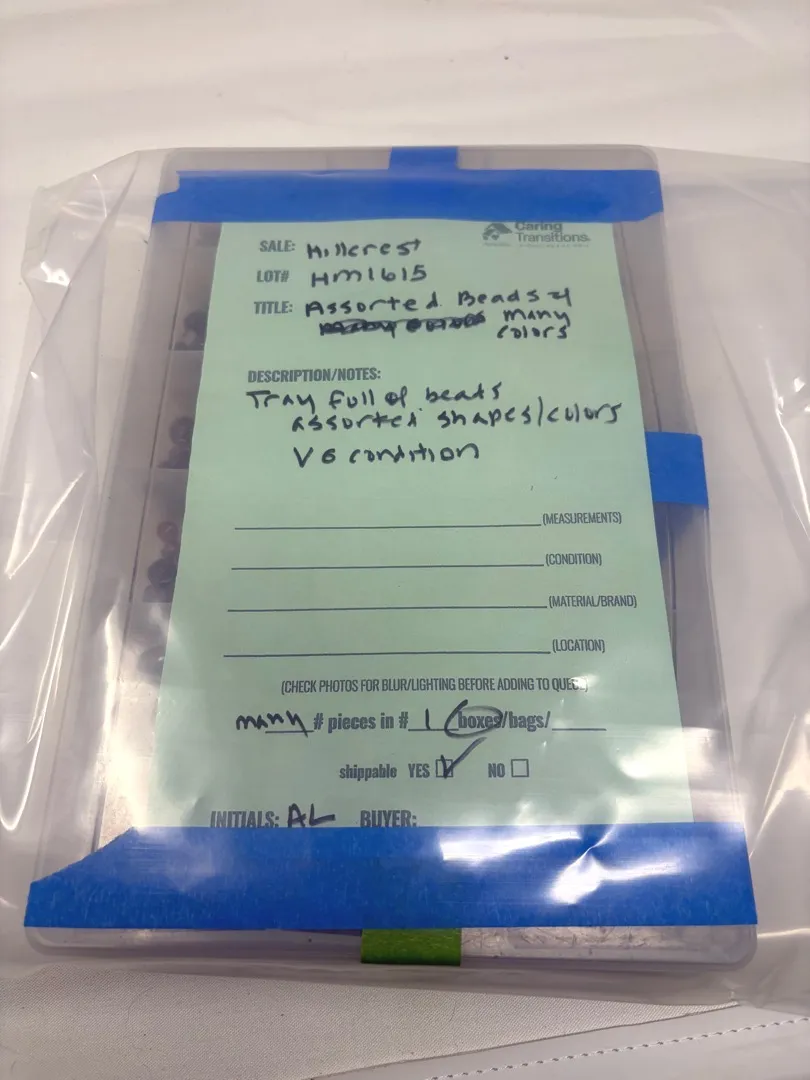 Caring
Transitions.
SALE: Hillcrest
LOT# HM1615
TITLE: Assorted Beads of
many
colors
DESCRIPTION/NOTES:
Tray full of beads
assorted shapes/colors
VG condition
(MEASUREMENTS)
(CONDITION)
(MATERIAL/BRAND)
(LOCATION)
(CHECK PHOTOS FOR BLUR/LIGHTING BEFORE ADDING TO QUEUE)
many # pieces in # 1 boxes/bags/
shippable YES NO
INITIALS: AL BUYER: